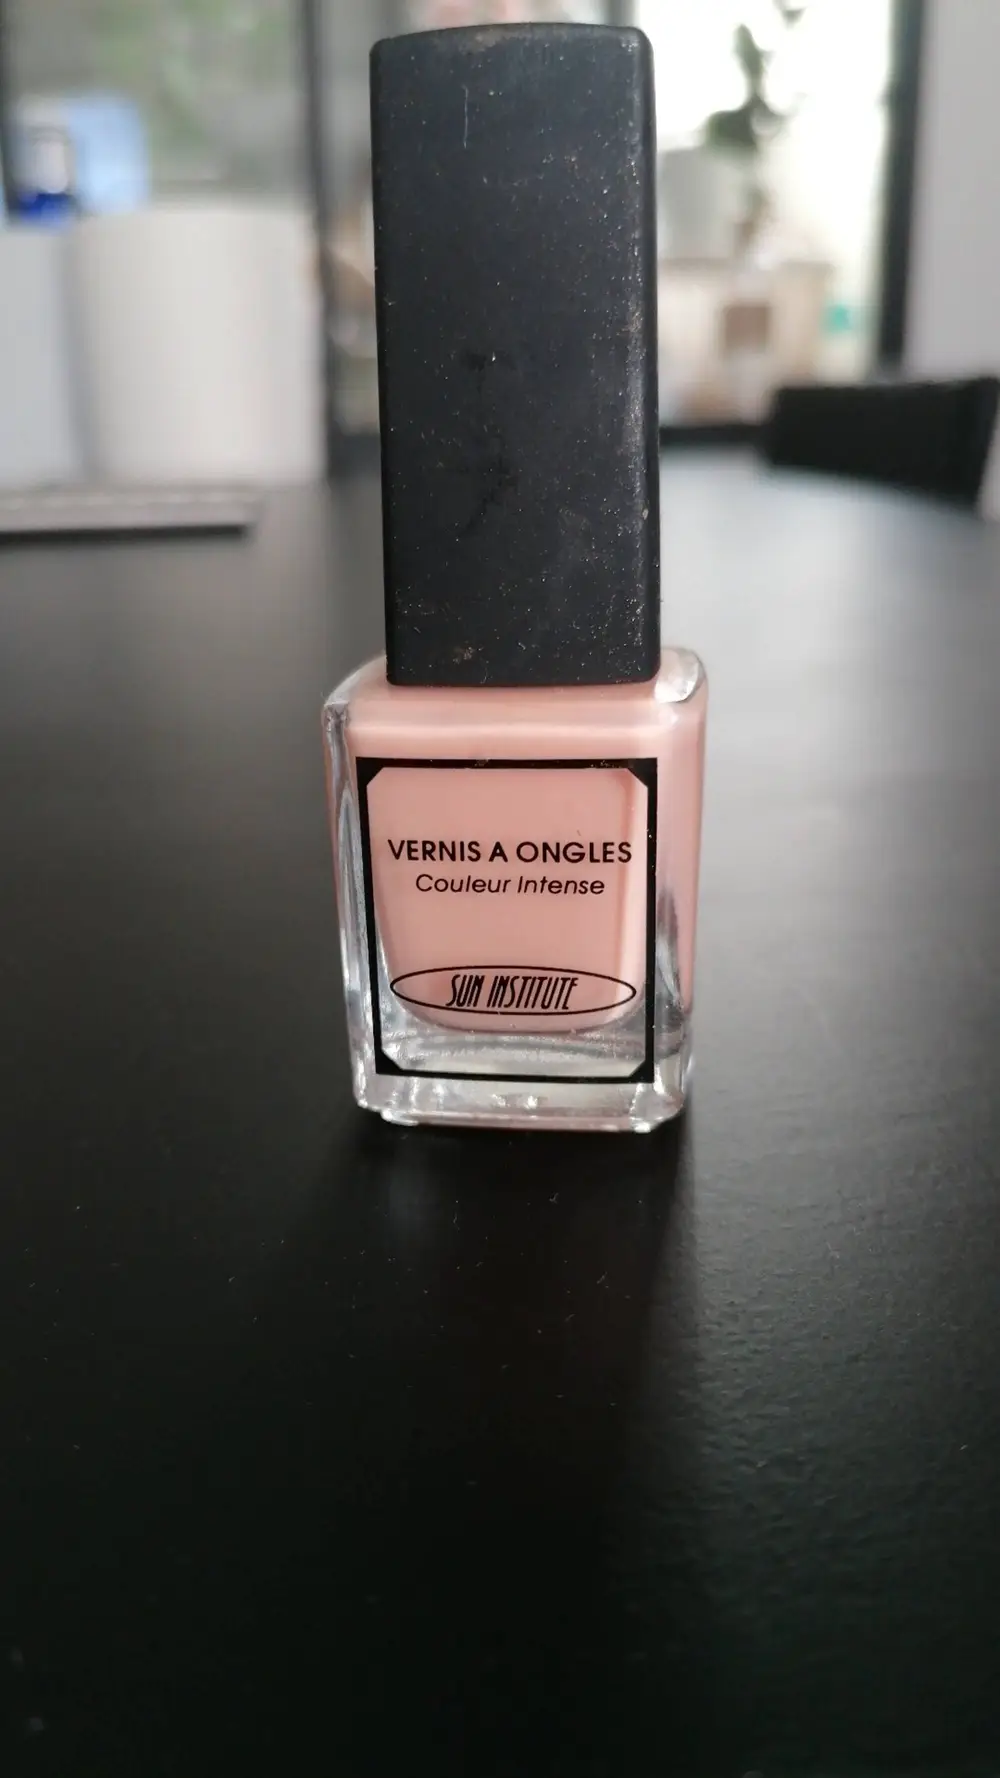 VERNIS A ONGLES
Couleur Intense
SUN INSTITUTE